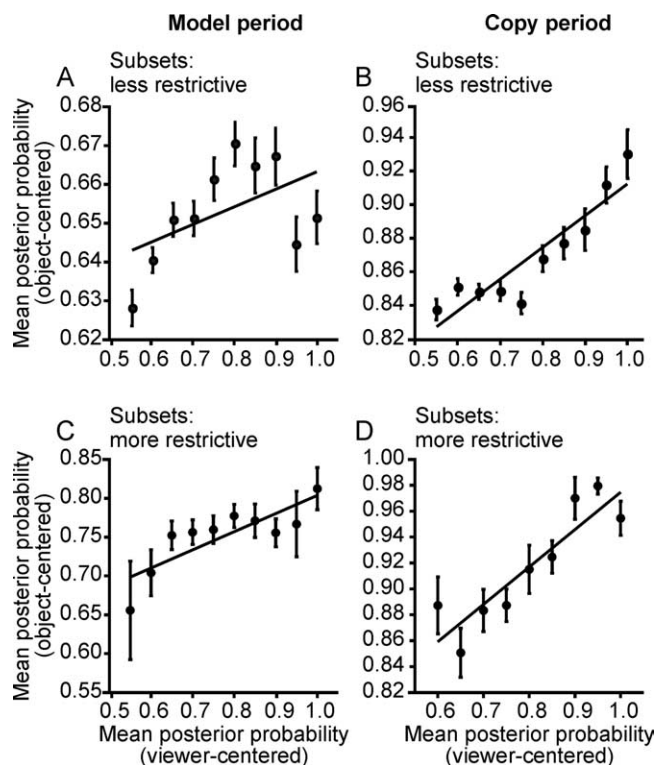 Model period
Copy period
A
Subsets:
less restrictive
B
Subsets:
less restrictive
Mean posterior probability
(object-centered)
0.68
0.67
0.66
0.65
0.64
0.63
0.62
0.5 0.6 0.7 0.8 0.9 1.0
0.96
0.94
0.92
0.90
0.88
0.86
0.84
0.82
0.5 0.6 0.7 0.8 0.9 1.0
C
Subsets:
more restrictive
D
Subsets:
more restrictive
Mean posterior probability
(object-centered)
0.85
0.80
0.75
0.70
0.65
0.60
0.55
0.5 0.6 0.7 0.8 0.9 1.0
Mean posterior probability
(viewer-centered)
1.00
0.98
0.96
0.94
0.92
0.90
0.88
0.86
0.84
0.82
0.6 0.7 0.8 0.9 1.0
Mean posterior probability
(viewer-centered)